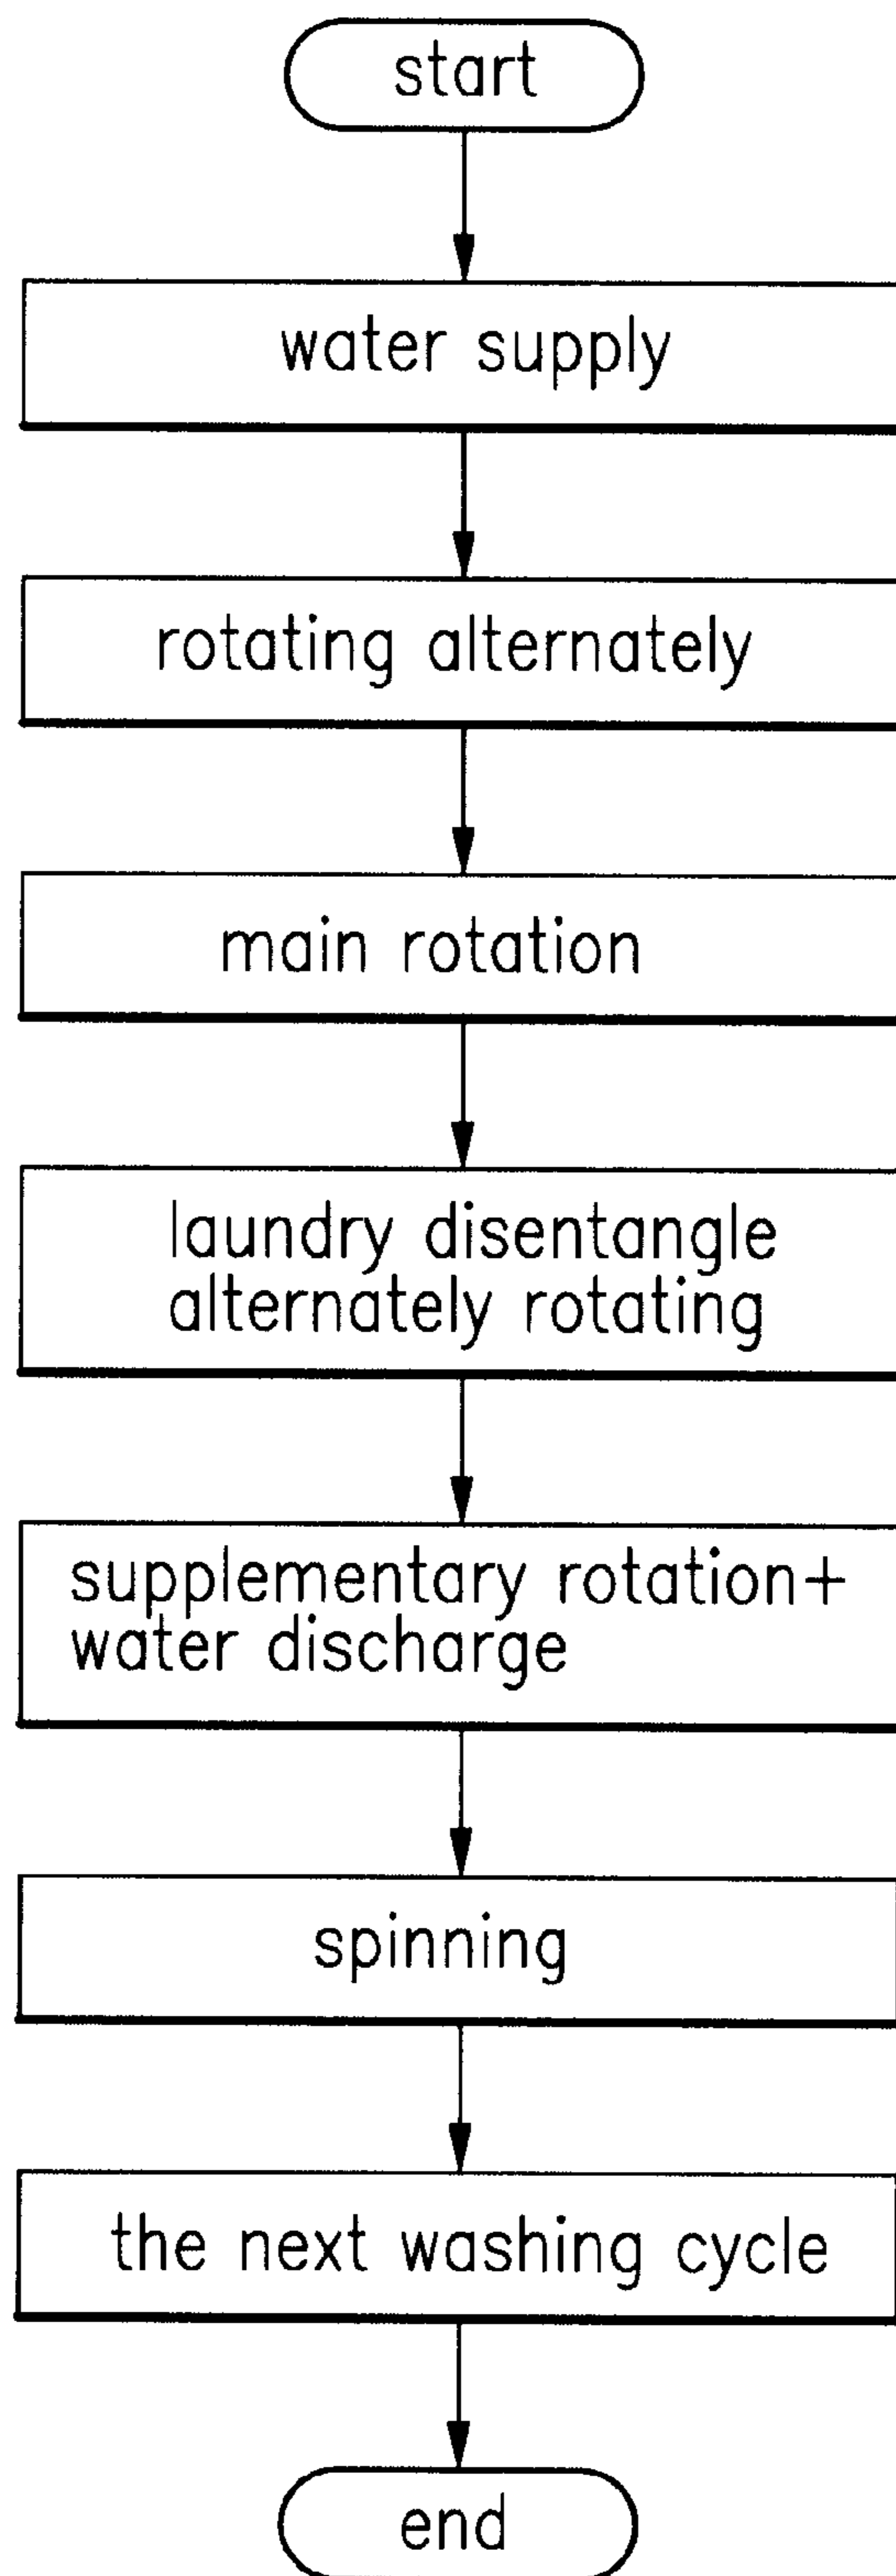 start
water supply
rotating alternately
main rotation
laundry disentangle
alternately rotating
supplementary rotation+
water discharge
spinning
the next washing cycle
end